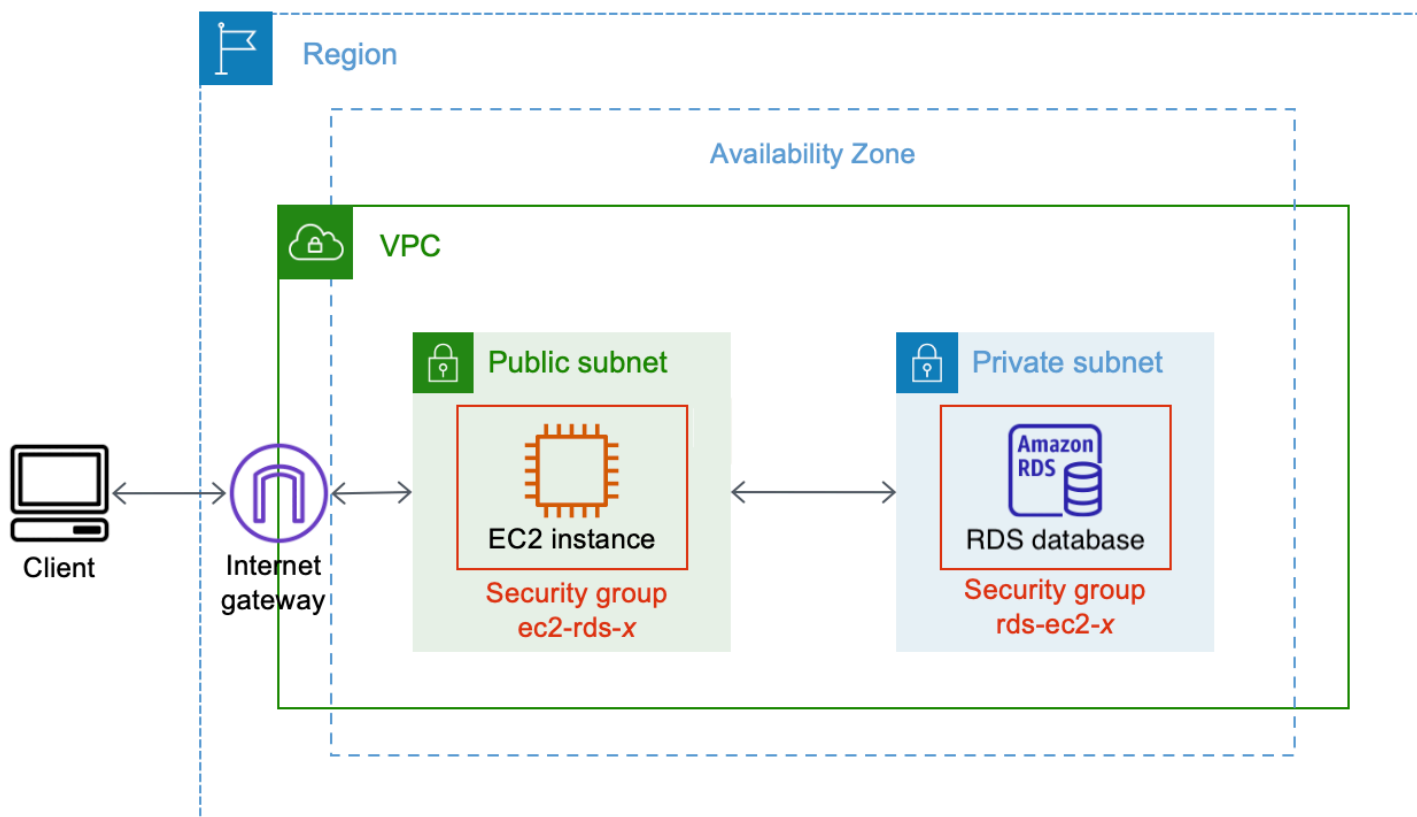 Region
Availability Zone
VPC
Public subnet
Private subnet
Amazon
RDS
EC2 instance
RDS database
Client
Internet
gateway
Security group
ec2-rds-x
Security group
rds-ec2-x